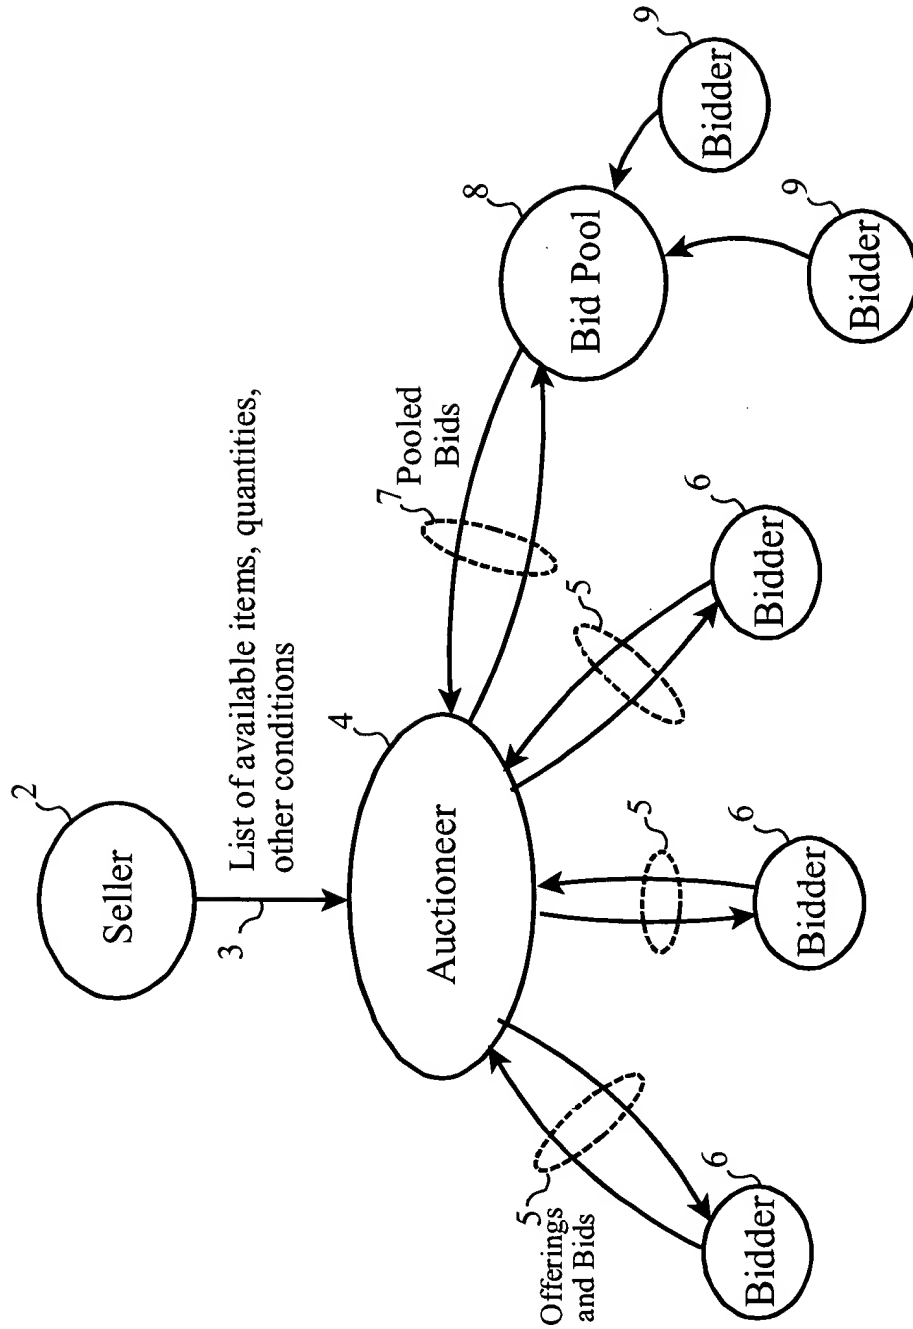 2
Seller
3
List of available items, quantities,
other conditions
4
Auctioneer
7
Pooled
Bids
8
Bid Pool
9
Bidder
9
Bidder
5
Offerings
and Bids
6
Bidder
5
6
Bidder
5
6
Bidder